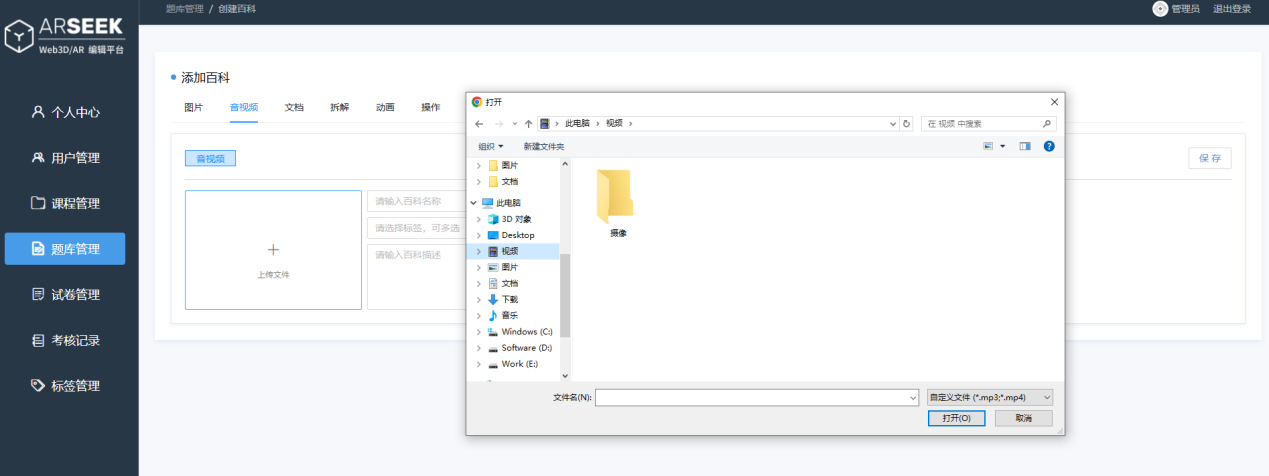 题库管理 / 创建百科
管理员 退出登录
ARSEEK
Web3D/AR 编辑平台
个人中心
用户管理
课程管理
题库管理
试卷管理
考核记录
标签管理
添加百科
图片 音视频 文档 拆解 动画 操作
音视频
保 存
上传文件
请输入百科名称
请选择标签，可多选
请输入百科描述
打开
此电脑 › 视频 ›
在 视频 中搜索
组织 新建文件夹
图片
文档
此电脑
3D 对象
Desktop
视频
图片
文档
下载
音乐
Windows (C:)
Software (D:)
Work (E:)
摄像
文件名(N):
自定义文件 (*.mp3;*.mp4)
打开(O) 取消